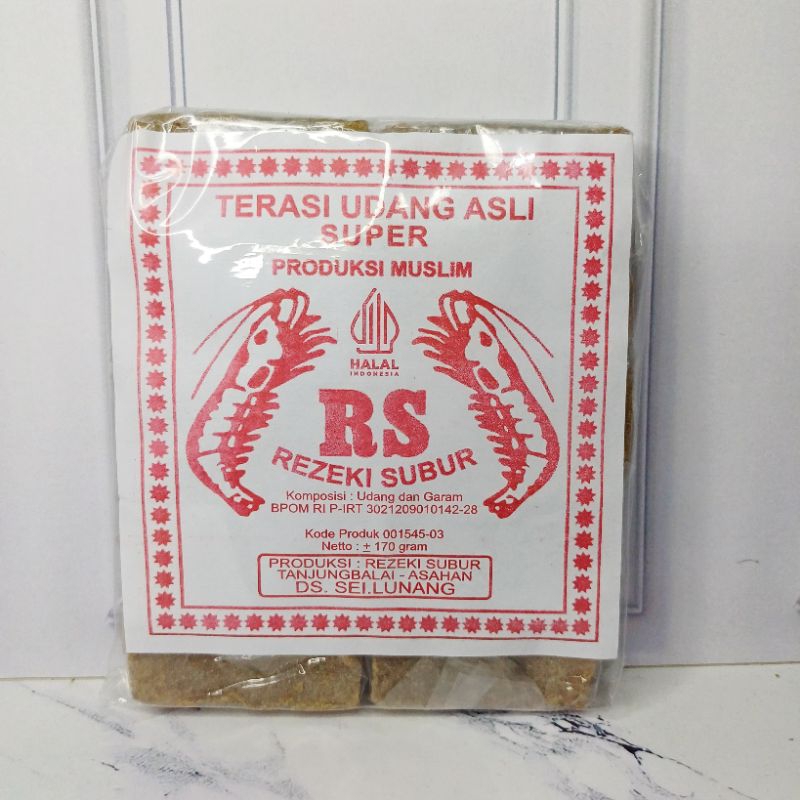 TERASI UDANG ASLI
SUPER
PRODUKSI MUSLIM
HALAL
INDONESIA
RS
REZEKI SUBUR
Komposisi : Udang dan Garam
BPOM RI P-IRT 3021209010142-28
Kode Produk 001545-03
Netto : ± 170 gram
PRODUKSI : REZEKI SUBUR
TANJUNGBALAI - ASAHAN
DS. SEI.LUNANG